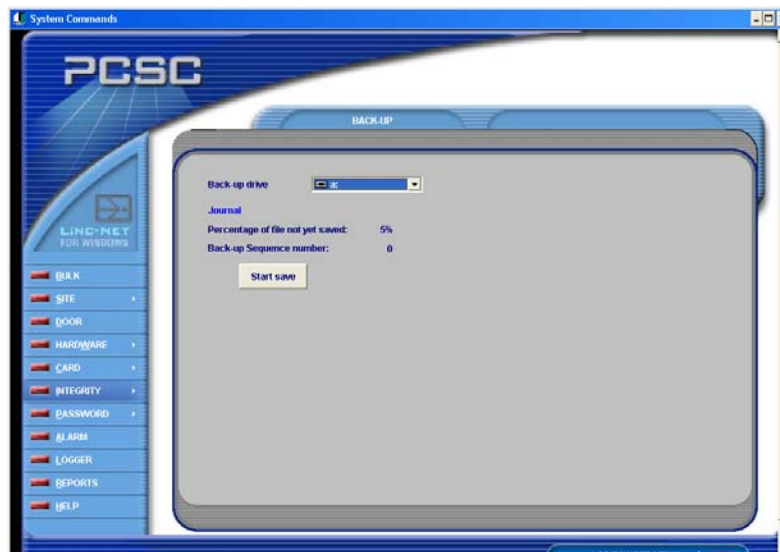 System Commands
PCSC
BACK-UP
LINC-NET
FOR WINDOWS
BULK
SITE
DOOR
HARDWARE
CARD
INTEGRITY
PASSWORD
ALARM
LOGGER
REPORTS
HELP
Back-up drive a:
Journal
Percentage of file not yet saved: 5%
Back-up Sequence number: 0
Start save